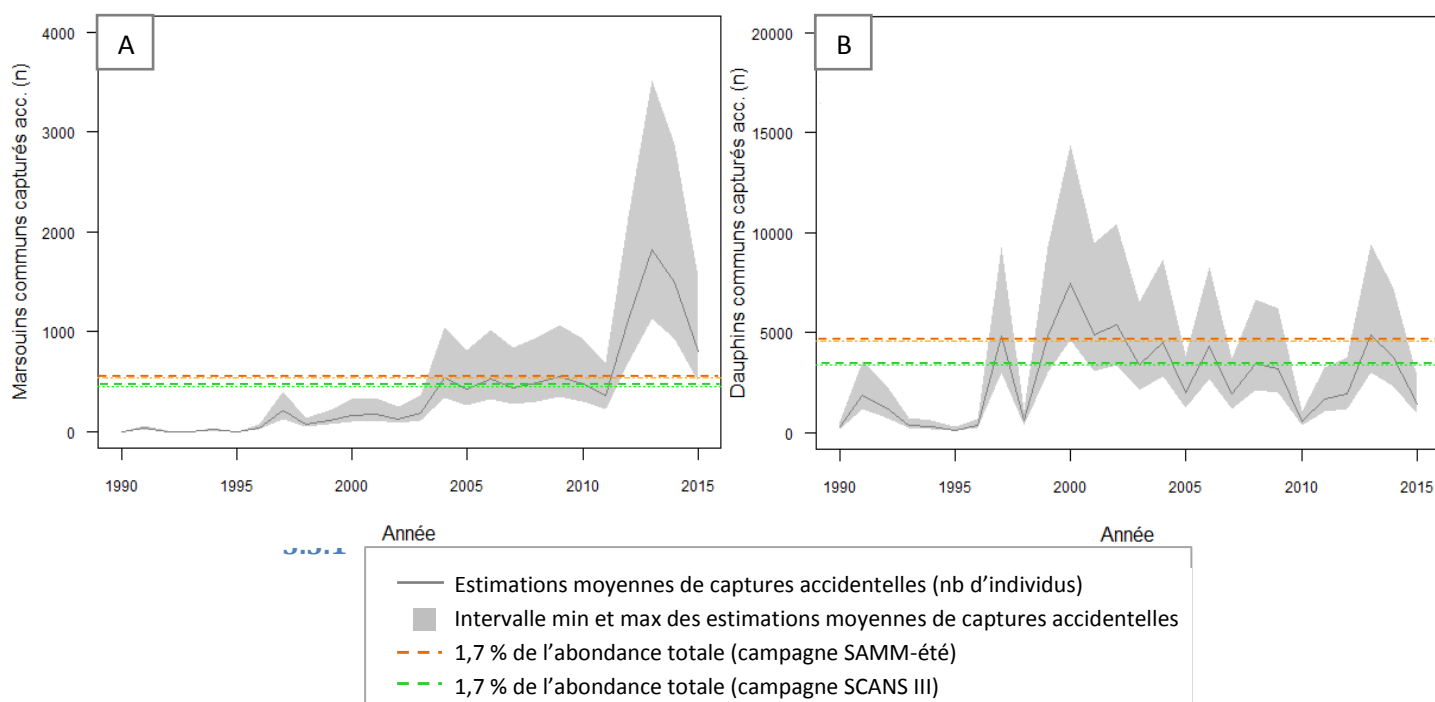 A
B
Marsouins communs capturés acc. (n)
4000
3000
2000
1000
0
1990
1995
2000
2005
2010
2015
Année
Dauphins communs capturés acc. (n)
20000
15000
10000
5000
0
1990
1995
2000
2005
2010
2015
Année
Estimations moyennes de captures accidentelles (nb d’individus)
Intervalle min et max des estimations moyennes de captures accidentelles
1,7 % de l’abondance totale (campagne SAMM-été)
1,7 % de l’abondance totale (campagne SCANS III)